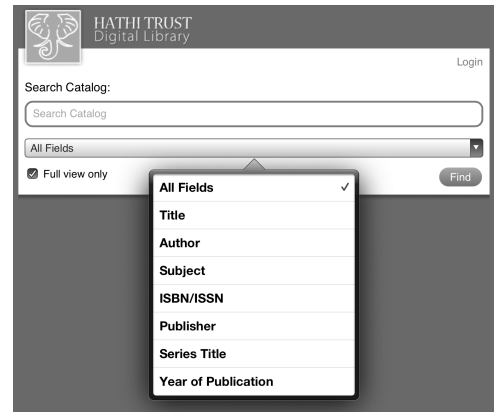 HATHI TRUST
Digital Library
Login
Search Catalog:
Search Catalog
All Fields
Full view only
Find
All Fields
Title
Author
Subject
ISBN/ISSN
Publisher
Series Title
Year of Publication